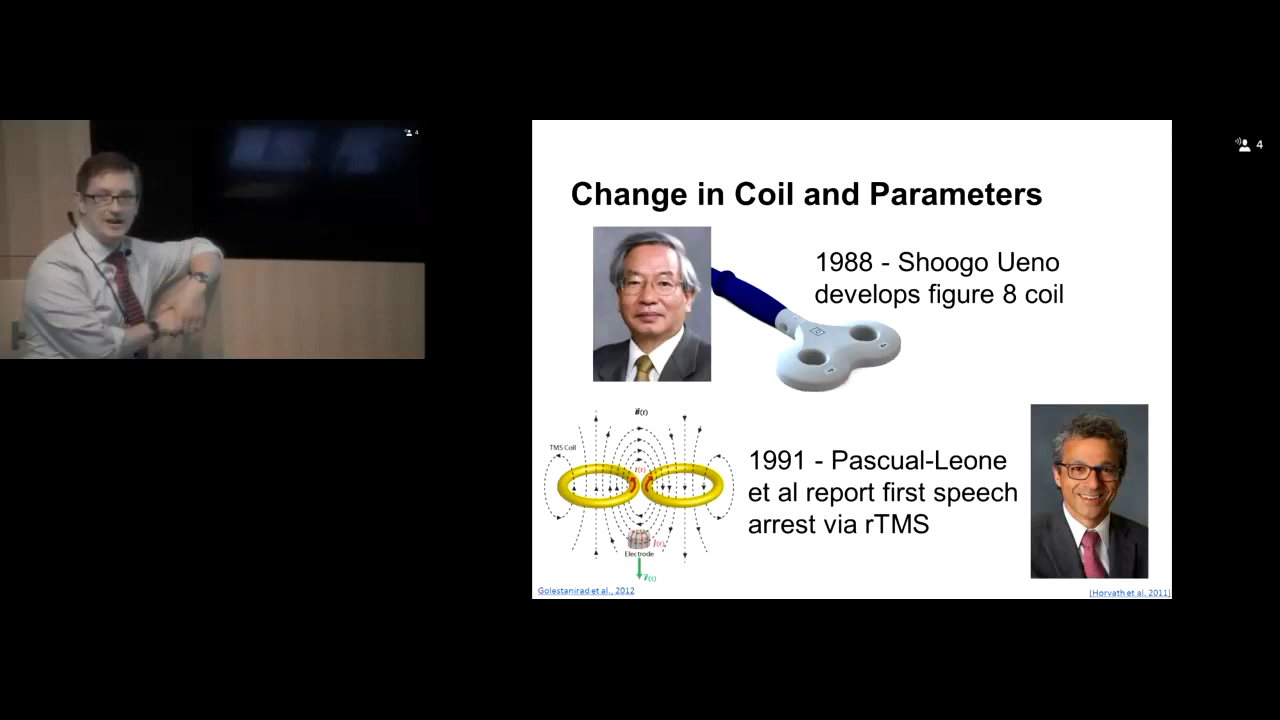 4
4
Change in Coil and Parameters
1988 - Shoogo Ueno
develops figure 8 coil
TMS Coil
1991 - Pascual-Leone
et al report first speech
arrest via rTMS
Electrode
Golestanirad et al., 2012
(Horvath et al. 2011)